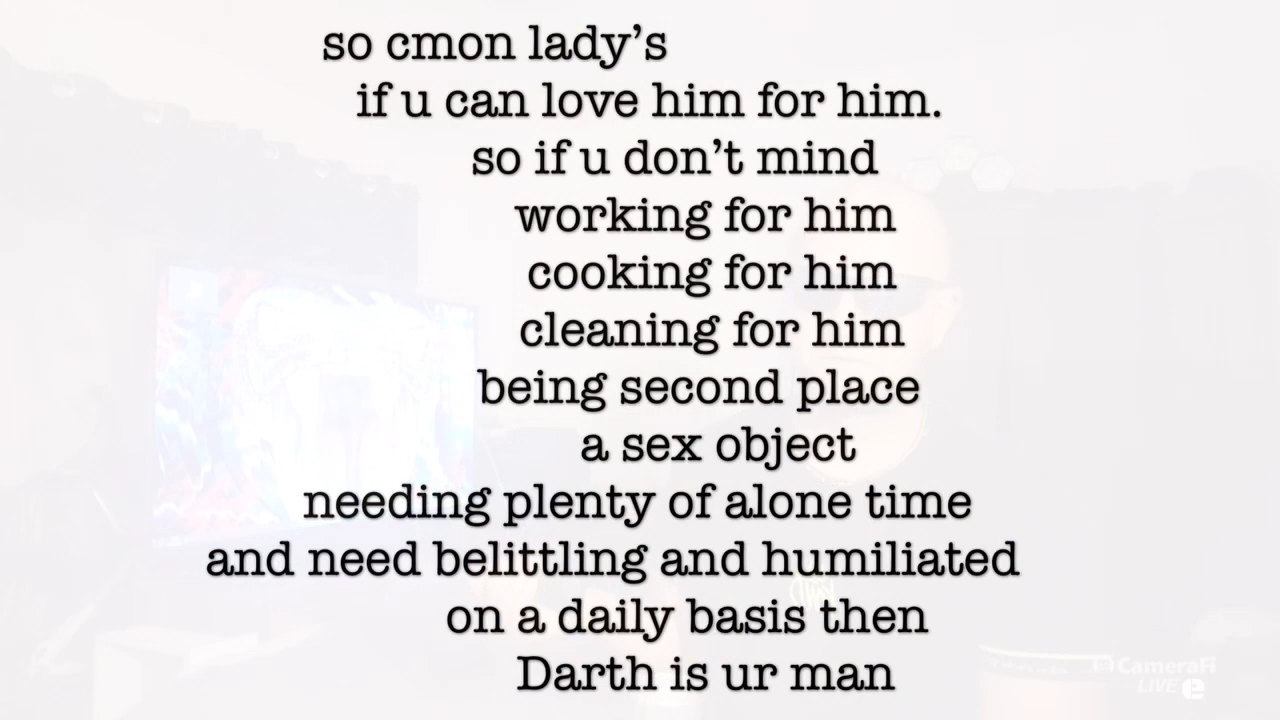 so cmon lady’s
if u can love him for him.
so if u don’t mind
working for him
cooking for him
cleaning for him
being second place
a sex object
needing plenty of alone time
and need belittling and humiliated
on a daily basis then
Darth is ur man
CameraFi
LIVE